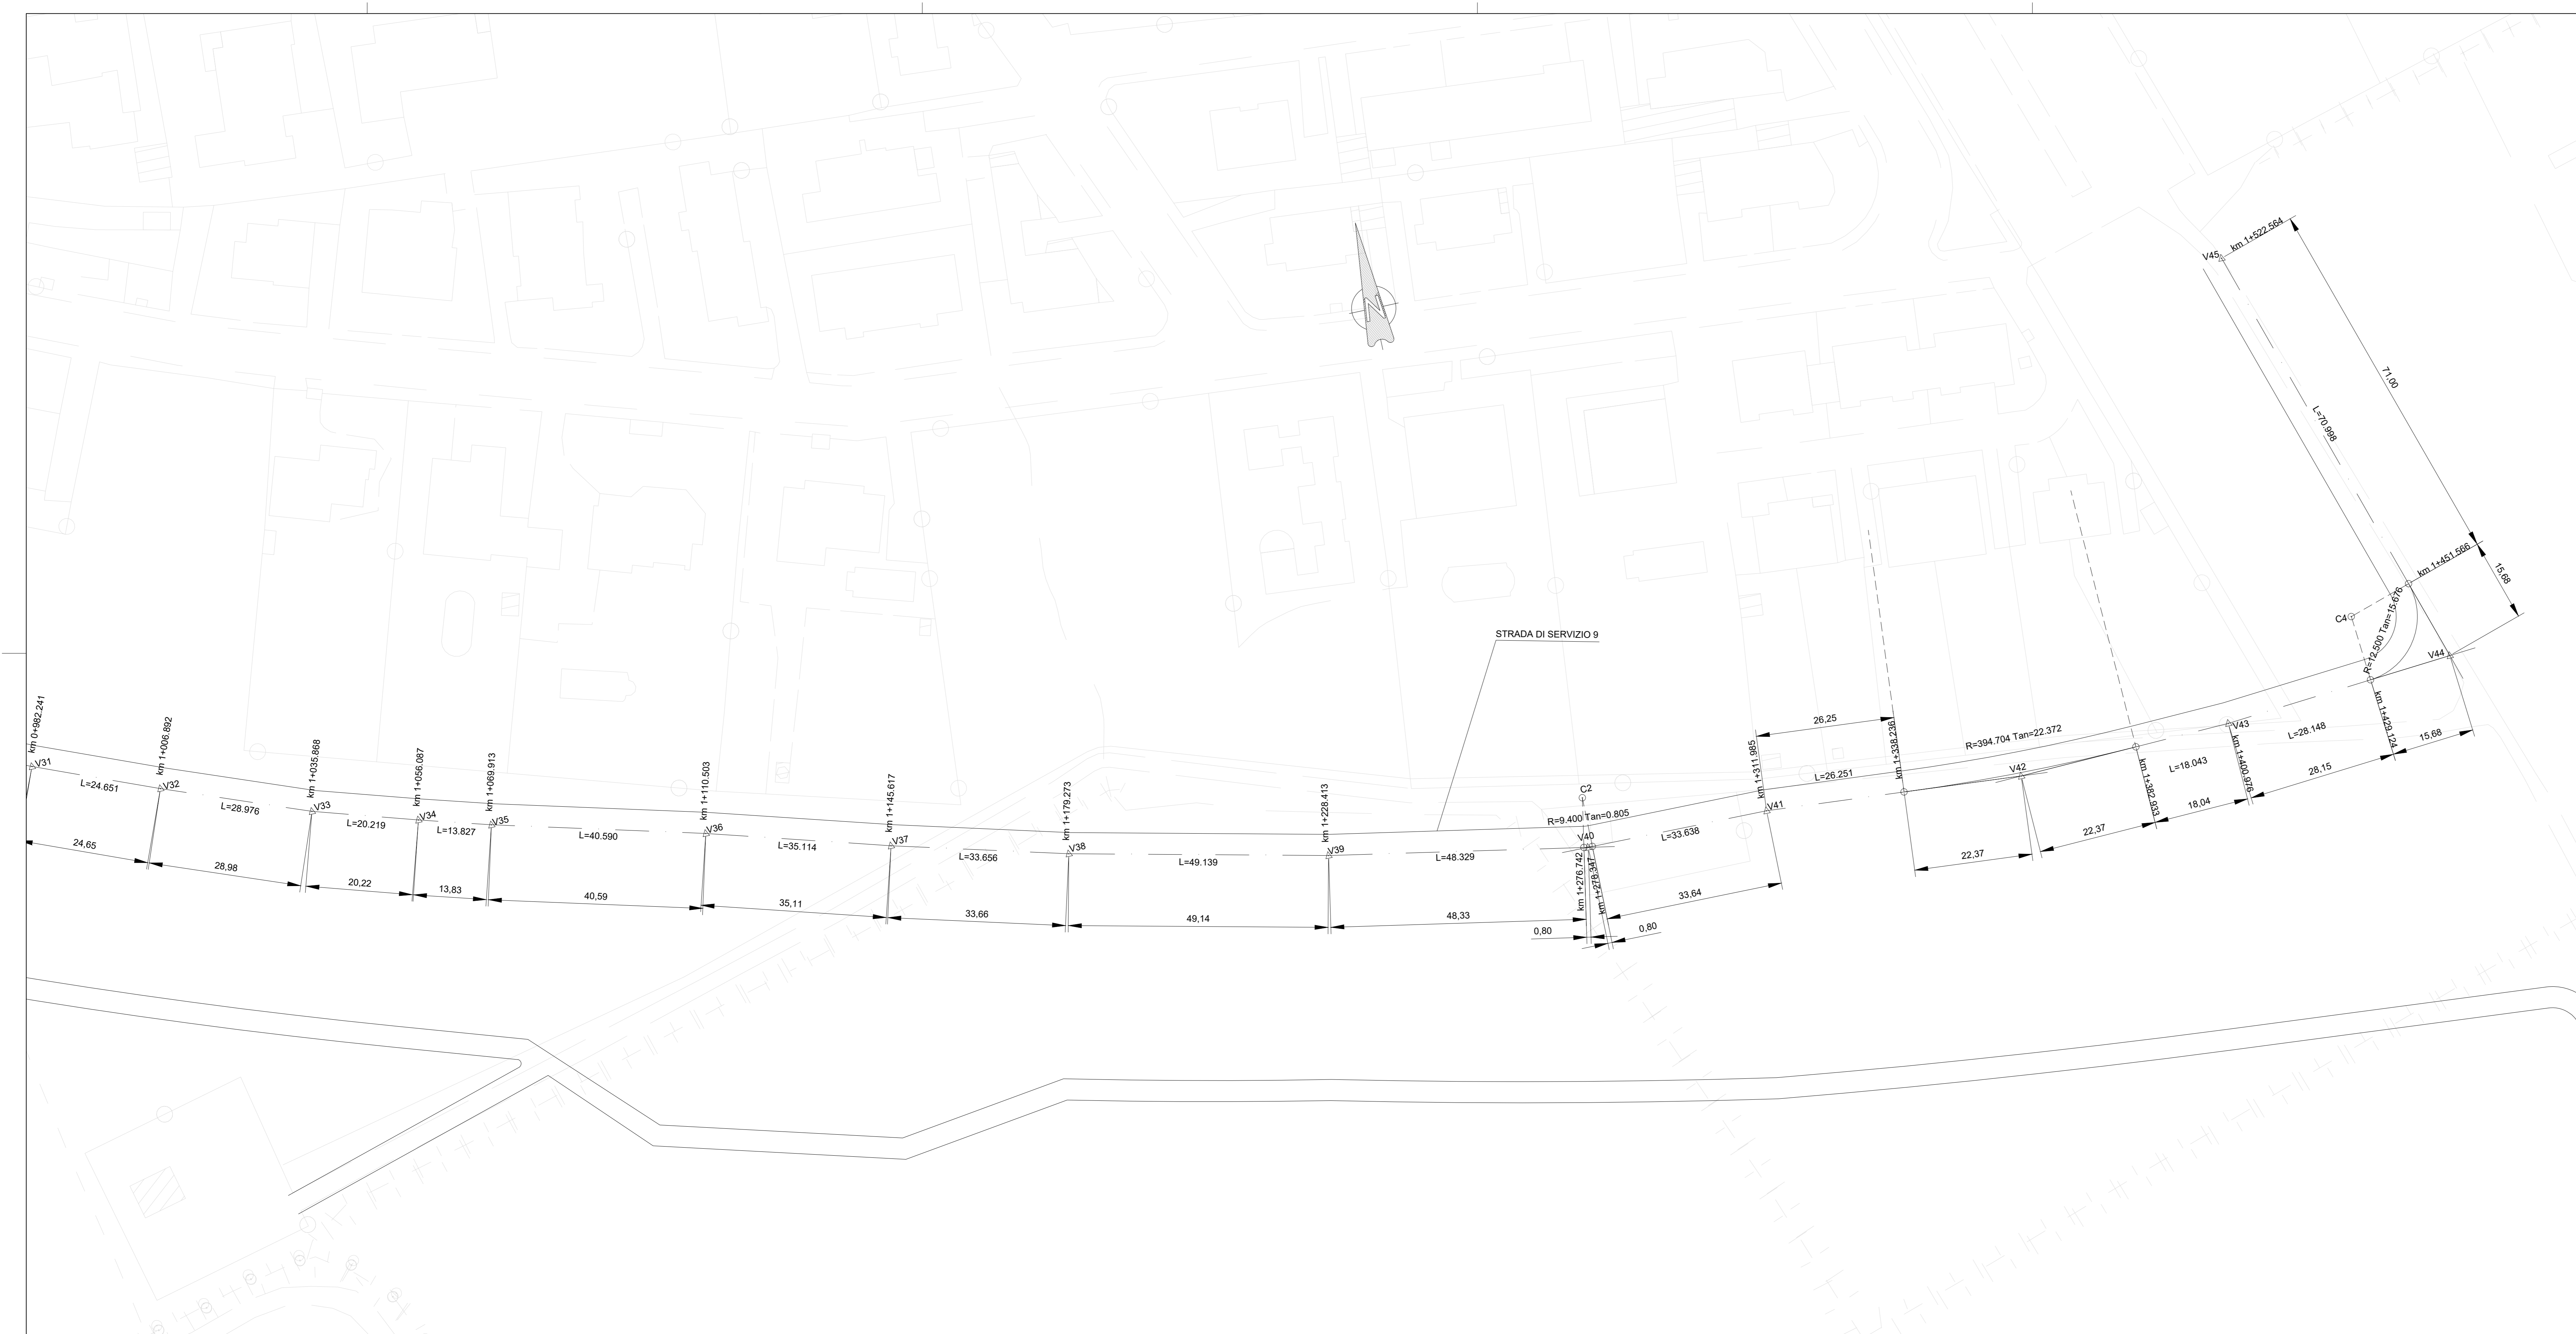 V45
km 1+522.564
71,00
L=70.998
km 1+451.566
15,68
C4
R=12.500 Tan=15.676
V44
STRADA DI SERVIZIO 9
km 0+982.241
V31
L=24.651
24,65
km 1+006.892
V32
L=28.976
28,98
km 1+035.868
V33
L=20.219
20,22
km 1+056.087
V34
L=13.827
13,83
km 1+069.913
V35
L=40.590
40,59
km 1+110.503
V36
L=35.114
35,11
km 1+145.617
V37
L=33.656
33,66
km 1+179.273
V38
L=49.139
49,14
km 1+228.413
V39
L=48.329
48,33
C2
R=9.400 Tan=0.805
V40
km 1+276.742
km 1+278.347
0,80
0,80
L=33.638
33,64
km 1+311.985
V41
26,25
L=26.251
km 1+338.236
R=394.704 Tan=22.372
V42
22,37
22,37
km 1+382.933
L=18.043
18,04
V43
km 1+400.976
L=28.148
28,15
km 1+429.124
15,68
N